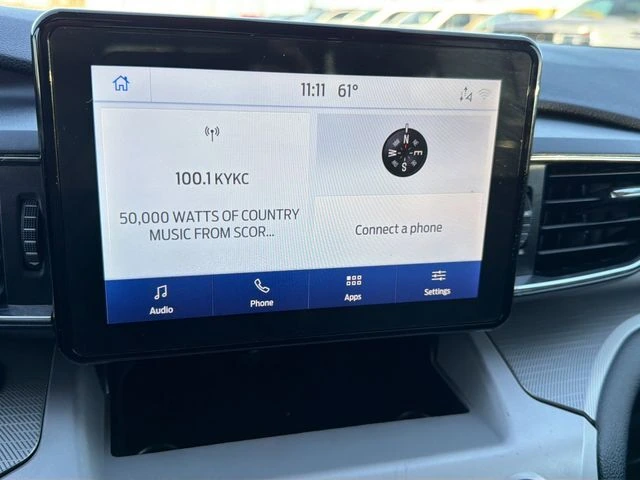 11:11 61°
100.1 KYKC
50,000 WATTS OF COUNTRY
MUSIC FROM SCOR...
N
W E
S
Connect a phone
Audio
Phone
Apps
Settings